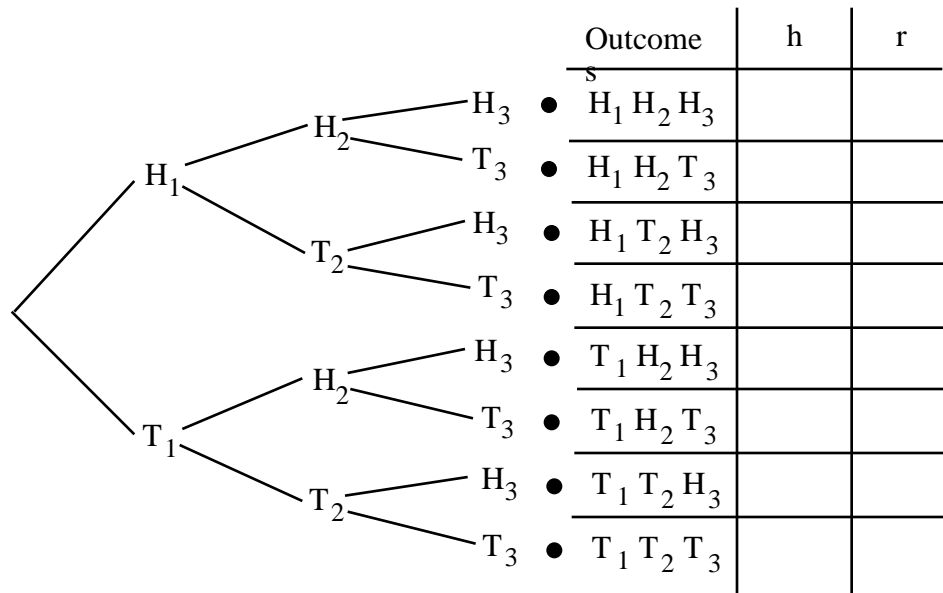 Outcome h r
s
H₃ • H₁ H₂ H₃
H₂
T₃ • H₁ H₂ T₃
H₁
H₃ • H₁ T₂ H₃
T₂
T₃ • H₁ T₂ T₃
H₃ • T₁ H₂ H₃
H₂
T₃ • T₁ H₂ T₃
T₁
H₃ • T₁ T₂ H₃
T₂
T₃ • T₁ T₂ T₃